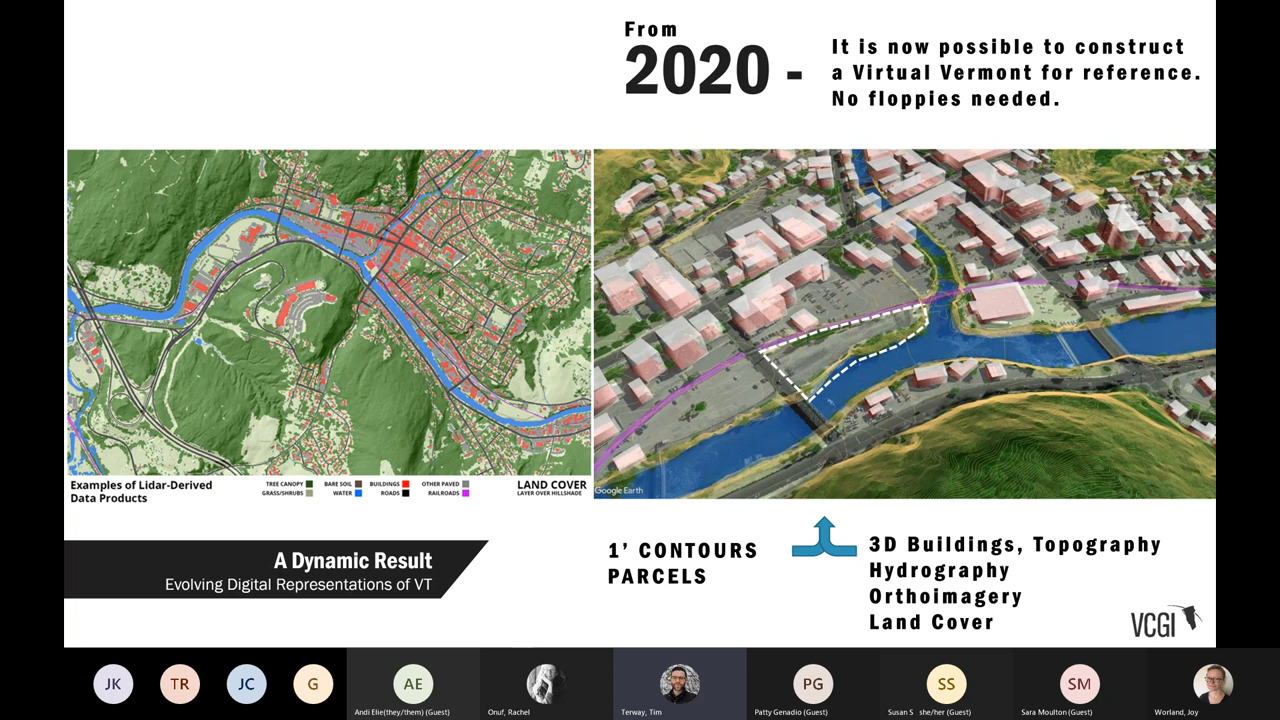 From
2020 -
It is now possible to construct
a Virtual Vermont for reference.
No floppies needed.
Examples of Lidar-Derived
Data Products
TREE CANOPY
GRASS/SHRUBS
BARE SOIL
WATER
BUILDINGS
ROADS
OTHER PAVED
RAILROADS
LAND COVER
LAYER OVER HILLSHADE
Google Earth
A Dynamic Result
Evolving Digital Representations of VT
1’ CONTOURS
PARCELS
3D Buildings, Topography
Hydrography
Orthoimagery
Land Cover
VCGI
JK
TR
JC
G
AE
PG
SS
SM
Andi Elie(they/them) (Guest)
Onuf, Rachel
Terway, Tim
Patty Genadio (Guest)
Susan S she/her (Guest)
Sara Moulton (Guest)
Worland, Joy